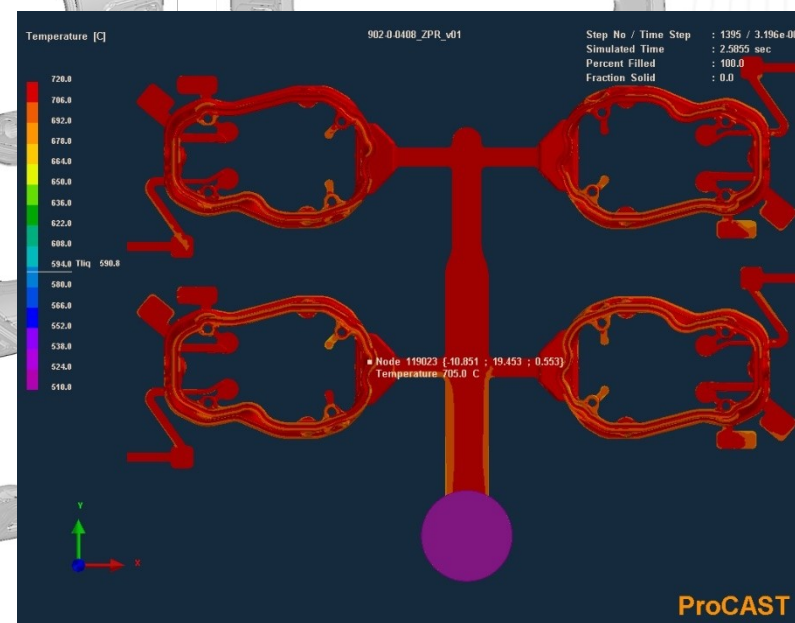 Temperature [C]
902-0-0408_ZPR_v01
Step No / Time Step : 1395 / 3.196e-00
Simulated Time : 2.5855 sec
Percent Filled : 100.0
Fraction Solid : 0.0
720.0
706.0
692.0
678.0
664.0
650.0
636.0
622.0
608.0
594.0 Tliq 590.8
580.0
566.0
552.0
538.0
524.0
510.0
Node 119023 (-10.851 ; 19.453 ; 0.553)
Temperature 705.0 C
Y
X
ProCAST